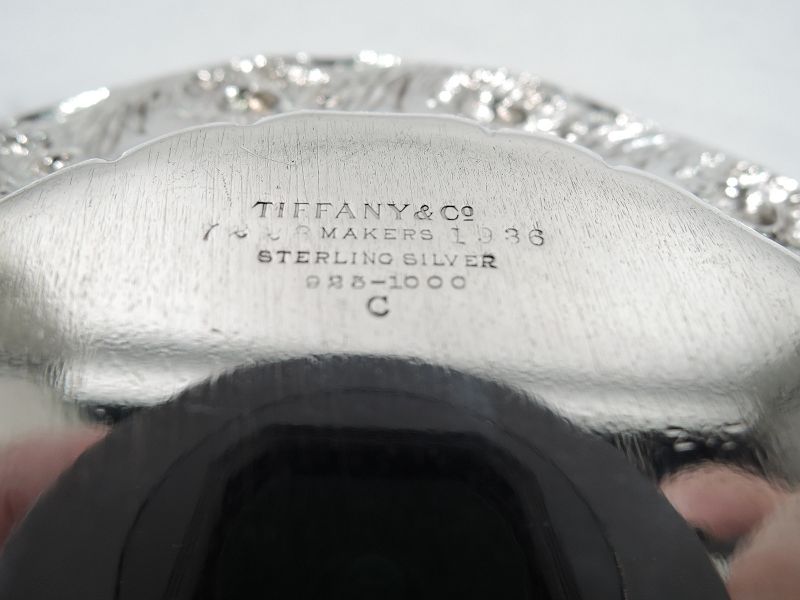 TIFFANY & Cº
MAKERS 1936
STERLING SILVER
925-1000
C